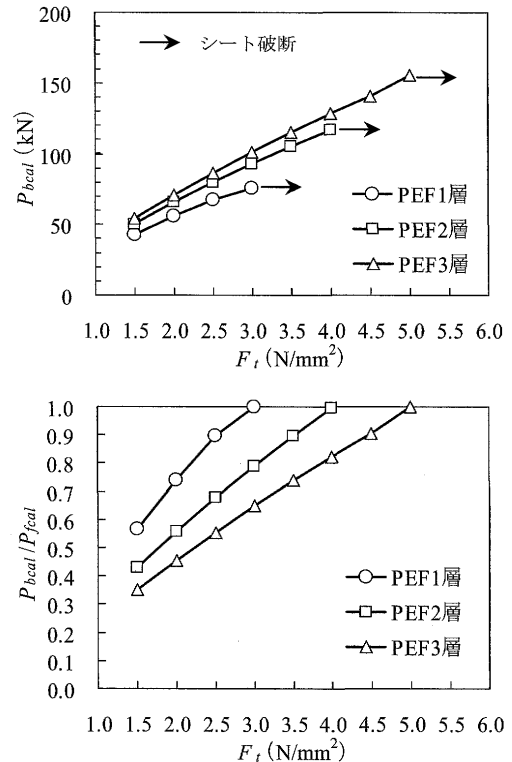 200
シート破断
150
P_bcal (kN)
100
PEF1層
50
PEF2層
PEF3層
0
1.0 1.5 2.0 2.5 3.0 3.5 4.0 4.5 5.0 5.5 6.0
F_t (N/mm²)
1.0
0.9
0.8
0.7
0.6
P_bcal/P_fcal
0.5
0.4
PEF1層
0.3
PEF2層
0.2
PEF3層
0.1
0.0
1.0 1.5 2.0 2.5 3.0 3.5 4.0 4.5 5.0 5.5 6.0
F_t (N/mm²)